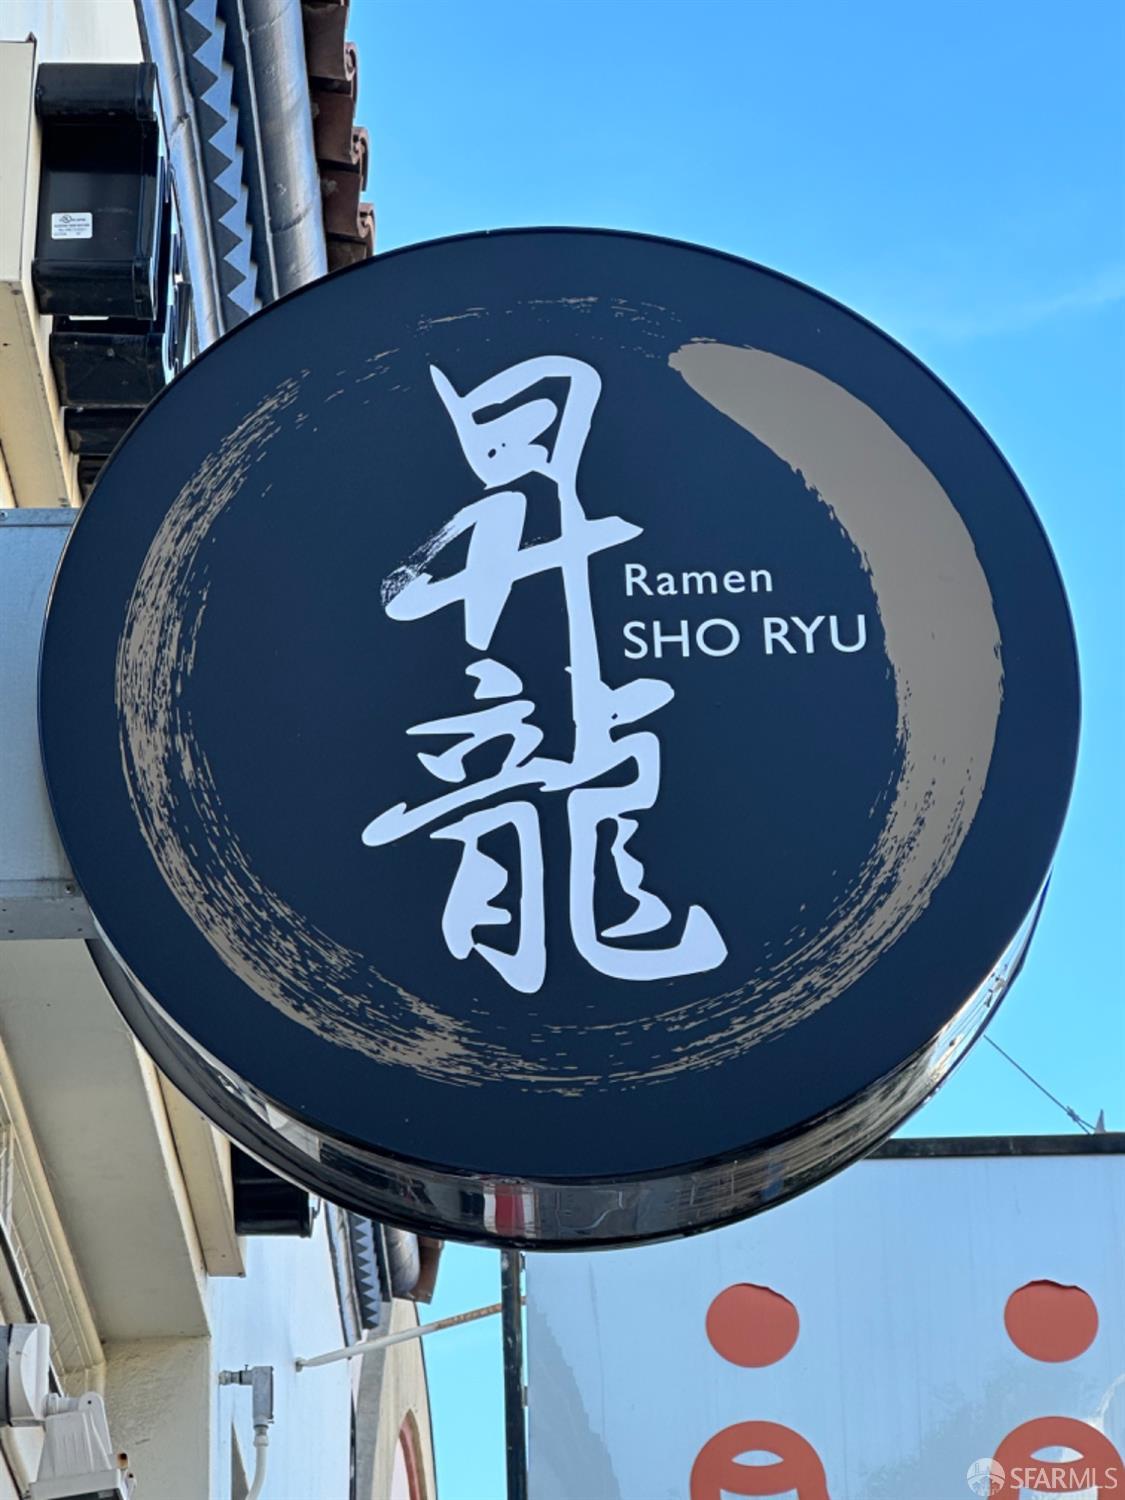 昇龍
Ramen
SHO RYU
SFARMLS